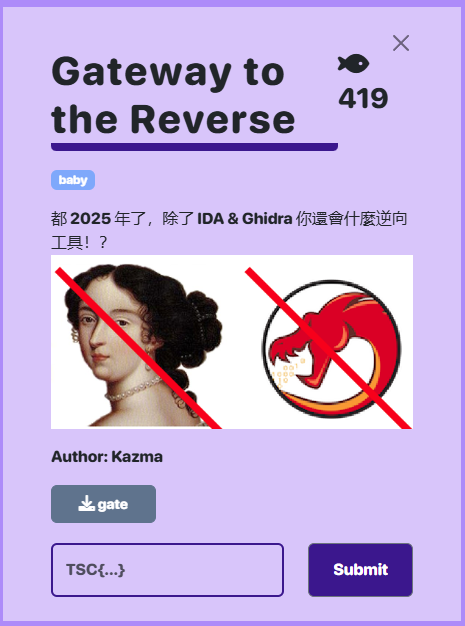 Gateway to
the Reverse
419
baby
都 2025 年了，除了 IDA & Ghidra 你還會什麼逆向
工具！？
Author: Kazma
gate
TSC{...}
Submit